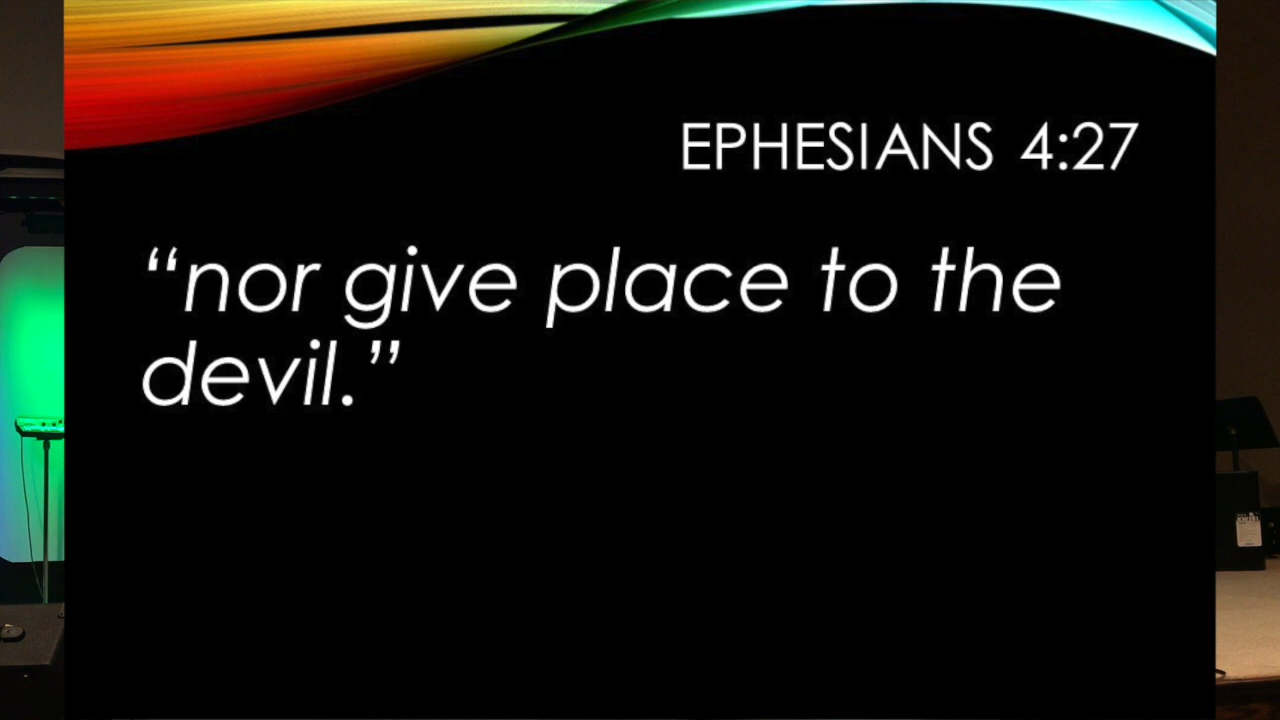 EPHESIANS 4:27
“nor give place to the
devil.”